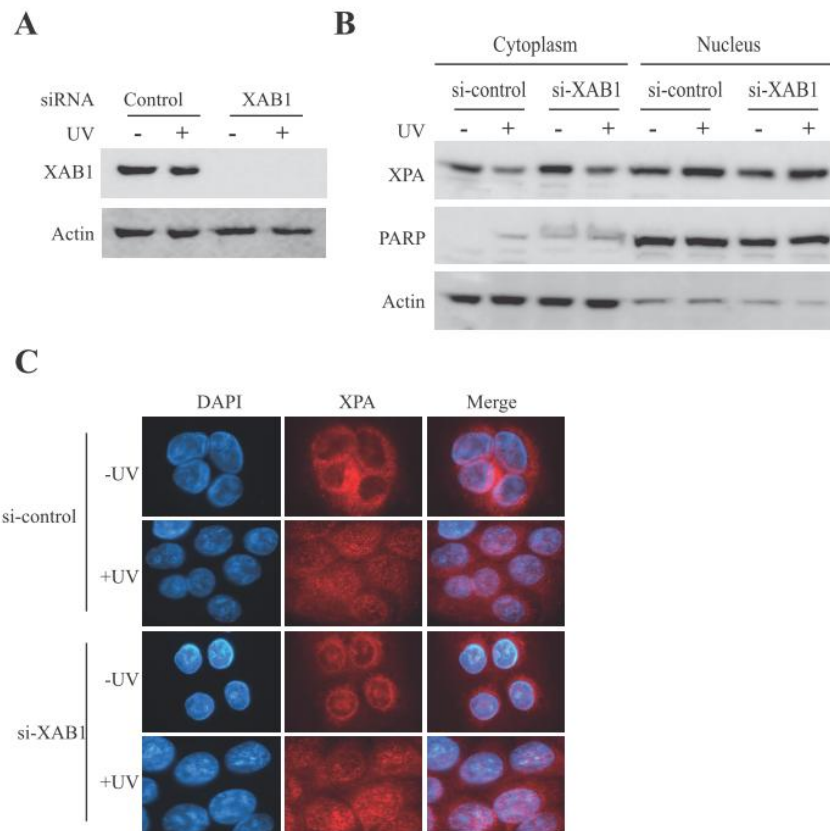 A
siRNA Control XAB1
UV - + - +
XAB1
Actin
B
Cytoplasm Nucleus
si-control si-XAB1 si-control si-XAB1
UV - + - + - + - +
XPA
PARP
Actin
C
DAPI XPA Merge
si-control
-UV
+UV
si-XAB1
-UV
+UV